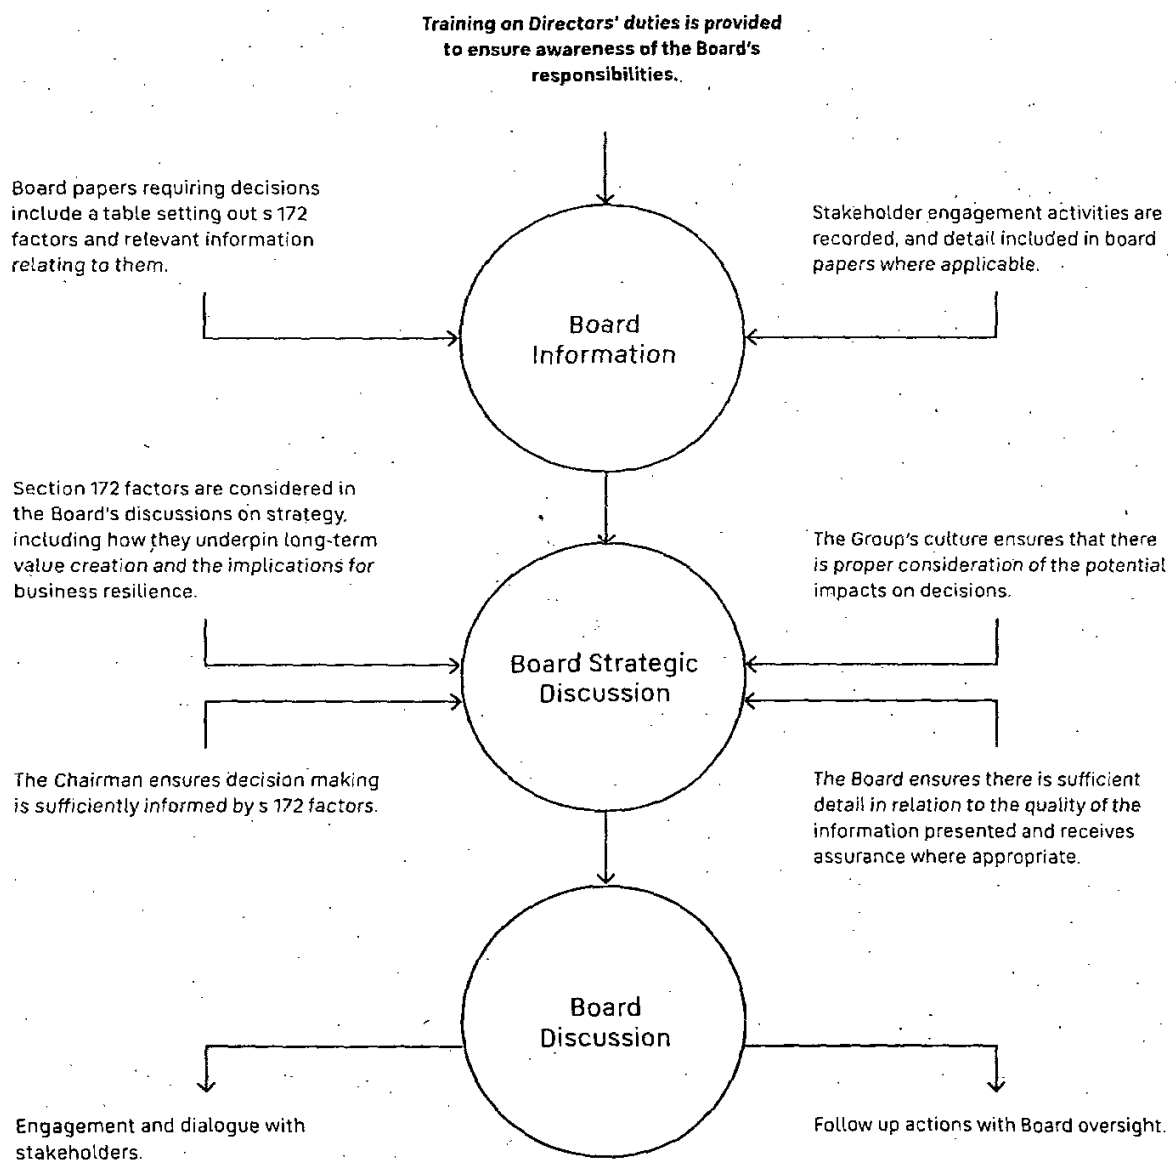 Training on Directors' duties is provided
to ensure awareness of the Board's
responsibilities.
Board papers requiring decisions
include a table setting out s 172
factors and relevant information
relating to them.
Stakeholder engagement activities are
recorded, and detail included in board
papers where applicable.
Board
Information
Section 172 factors are considered in
the Board's discussions on strategy,
including how they underpin long-term
value creation and the implications for
business resilience.
The Group's culture ensures that there
is proper consideration of the potential
impacts on decisions.
Board Strategic
Discussion
The Chairman ensures decision making
is sufficiently informed by s 172 factors.
The Board ensures there is sufficient
detail in relation to the quality of the
information presented and receives
assurance where appropriate.
Board
Discussion
Engagement and dialogue with
stakeholders.
Follow up actions with Board oversight.